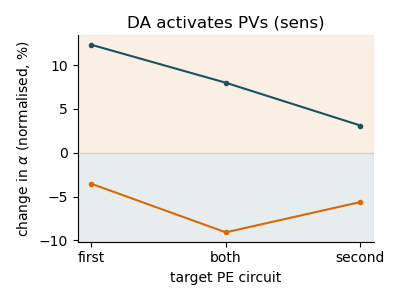 DA activates PVs (sens)
change in α (normalised, %)
10
5
0
−5
−10
first
both
second
target PE circuit